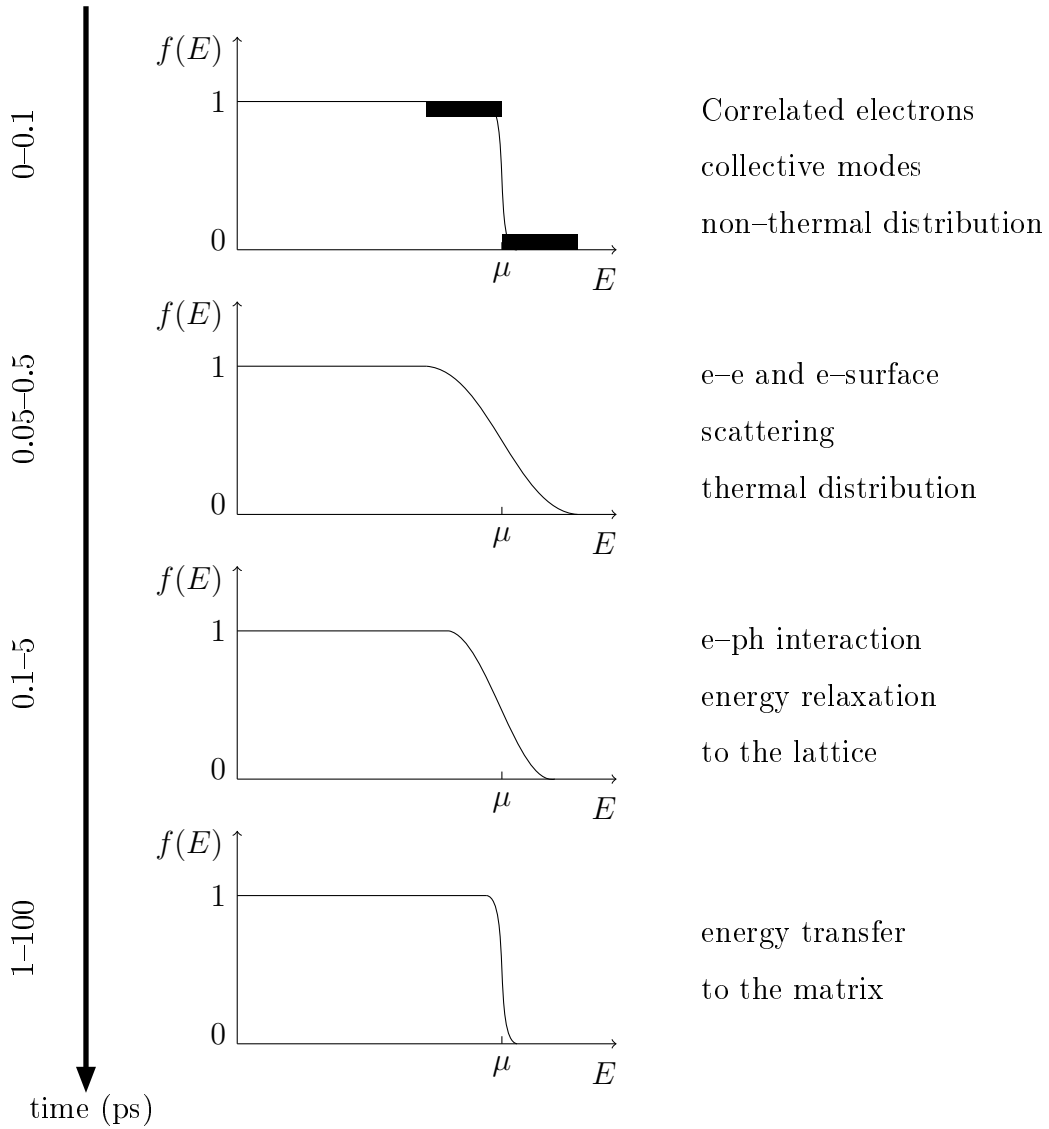 f(E)
1
0
μ
E
0–0.1
Correlated electrons
collective modes
non–thermal distribution
f(E)
1
0
μ
E
0.05–0.5
e–e and e–surface
scattering
thermal distribution
f(E)
1
0
μ
E
0.1–5
e–ph interaction
energy relaxation
to the lattice
f(E)
1
0
μ
E
1–100
energy transfer
to the matrix
time (ps)